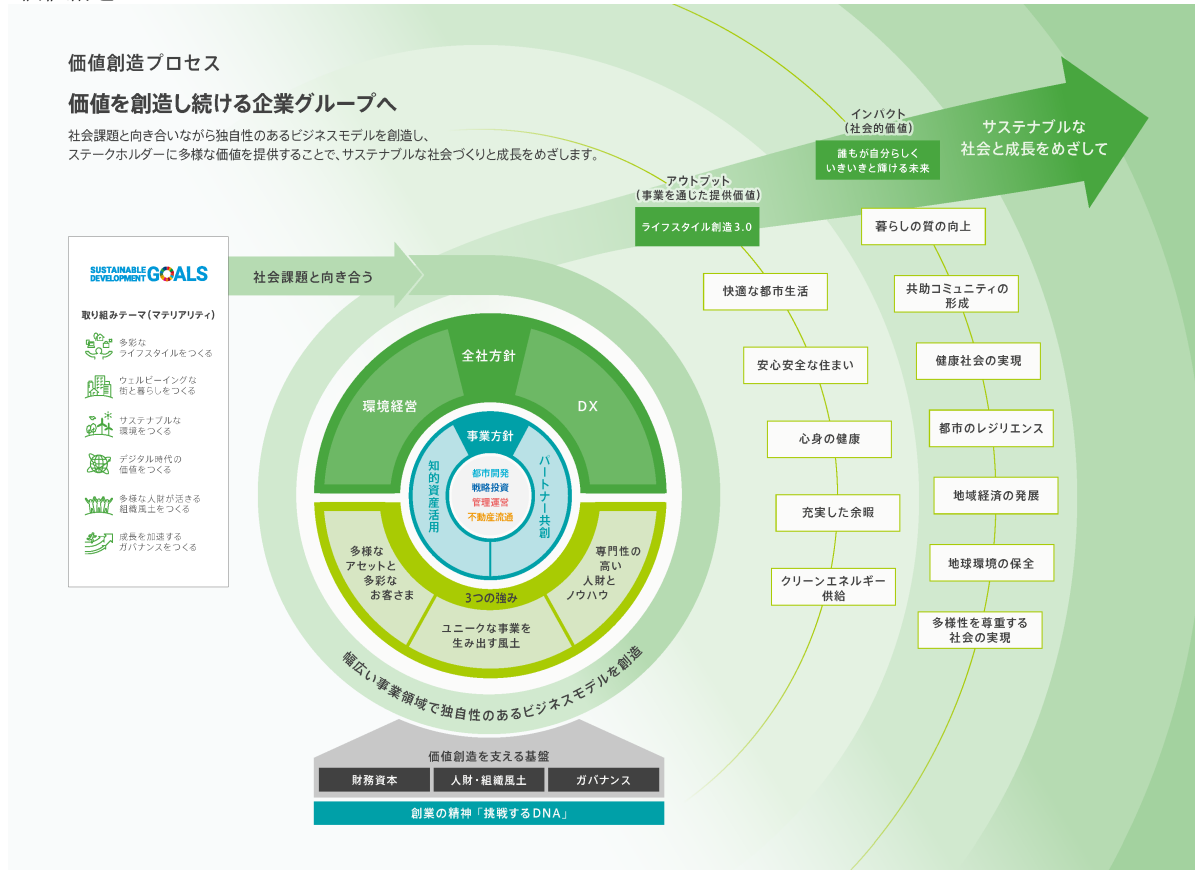 価値創造プロセス
価値を創造し続ける企業グループへ
社会課題と向き合いながら独自性のあるビジネスモデルを創造し、
ステークホルダーに多様な価値を提供することで、サステナブルな社会づくりと成長をめざします。
SUSTAINABLE
DEVELOPMENT
GOALS
取り組みテーマ(マテリアリティ)
多彩な
ライフスタイルをつくる
ウェルビーイングな
街と暮らしをつくる
サステナブルな
環境をつくる
デジタル時代の
価値をつくる
多様な人財が活きる
組織風土をつくる
成長を加速する
ガバナンスをつくる
社会課題と向き合う
全社方針
環境経営
DX
事業方針
知的資産活用
パートナー共創
都市開発
戦略投資
管理運営
不動産流通
多様な
アセットと
多彩な
お客さま
3つの強み
ユニークな事業を
生み出す風土
専門性の
高い
人財と
ノウハウ
幅広い事業領域で独自性のあるビジネスモデルを創造
価値創造を支える基盤
財務資本
人財・組織風土
ガバナンス
創業の精神「挑戦するDNA」
アウトプット
(事業を通じた提供価値)
ライフスタイル創造3.0
快適な都市生活
安心安全な住まい
心身の健康
充実した余暇
クリーンエネルギー
供給
インパクト
(社会的価値)
誰もが自分らしく
いきいきと輝ける未来
暮らしの質の向上
共助コミュニティの
形成
健康社会の実現
都市のレジリエンス
地域経済の発展
地球環境の保全
多様性を尊重する
社会の実現
サステナブルな
社会と成長をめざして